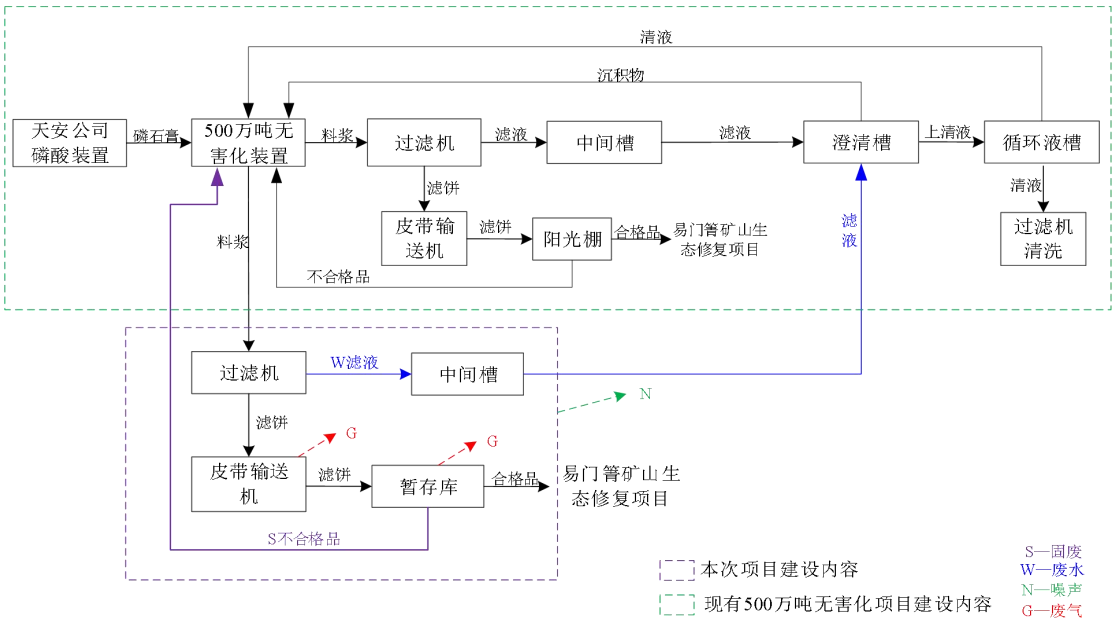 清液
沉积物
天安公司
磷酸装置
磷石膏
500万吨无
害化装置
料浆
过滤机
滤液
中间槽
滤液
澄清槽
上清液
循环液槽
滤饼
清液
皮带输
送机
滤饼
阳光棚
合格品
易门箐矿山生
态修复项目
滤
液
过滤机
清洗
料浆
不合格品
过滤机
W滤液
中间槽
N
滤饼
G
G
皮带输送
机
滤饼
暂存库
合格品
易门箐矿山生
态修复项目
S不合格品
本次项目建设内容
现有500万吨无害化项目建设内容
S—固废
W—废水
N—噪声
G—废气